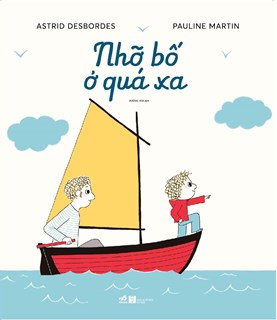 ASTRID DESBORDES PAULINE MARTIN
Nhỡ bố
ở quá xa